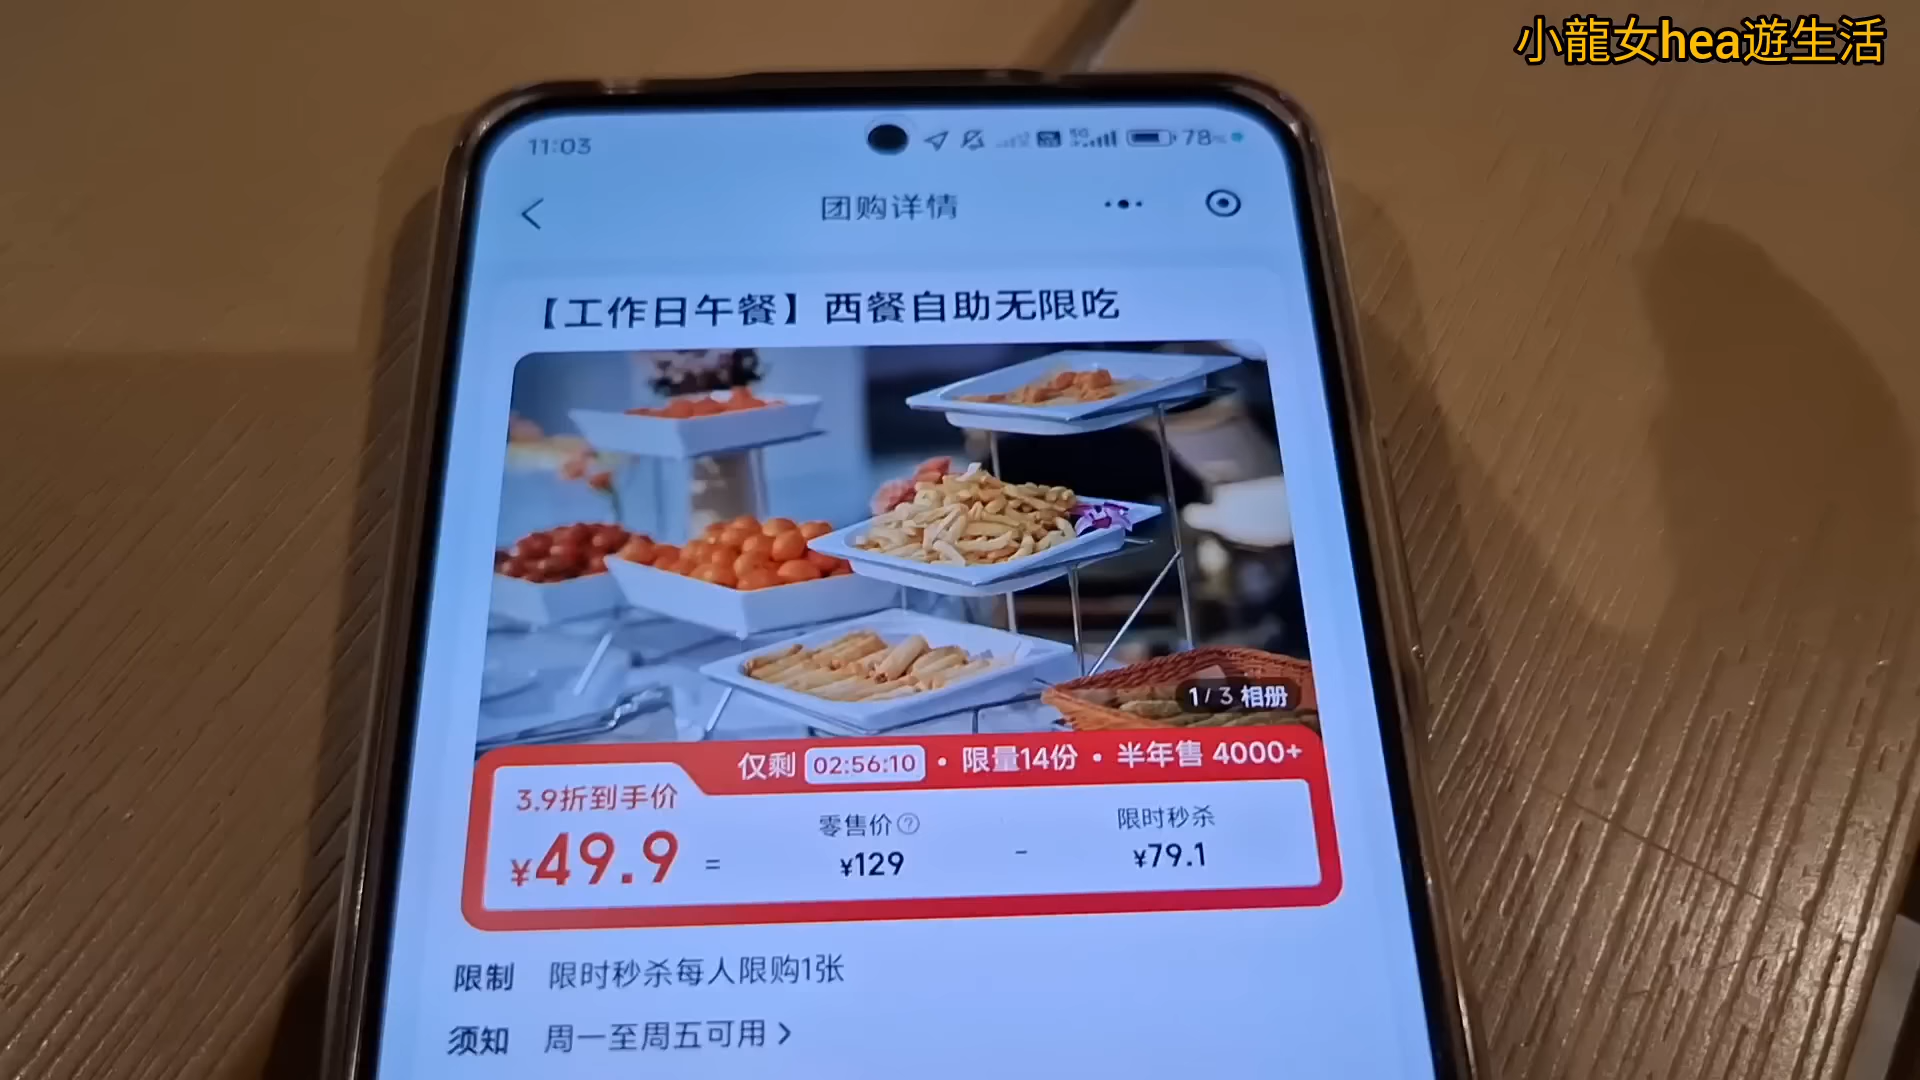 小龍女hea遊生活
11:03
5G
78
团购详情
【工作日午餐】西餐自助无限吃
1/3 相册
仅剩 02:56:10 · 限量14份 · 半年售 4000+
3.9折到手价
¥49.9 = 零售价? ¥129 - 限时秒杀 ¥79.1
限制 限时秒杀每人限购1张
须知 周一至周五可用 >